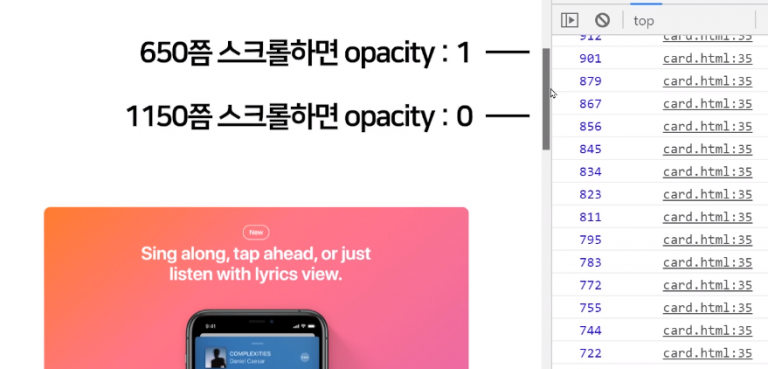 top
650쯤 스크롤하면 opacity : 1
1150쯤 스크롤하면 opacity : 0
912 card.html:35
901 card.html:35
879 card.html:35
867 card.html:35
856 card.html:35
845 card.html:35
834 card.html:35
823 card.html:35
811 card.html:35
795 card.html:35
783 card.html:35
772 card.html:35
755 card.html:35
744 card.html:35
722 card.html:35
New
Sing along, tap ahead, or just
listen with lyrics view.
9:41
COMPLEXITIES
Daniel Caesar